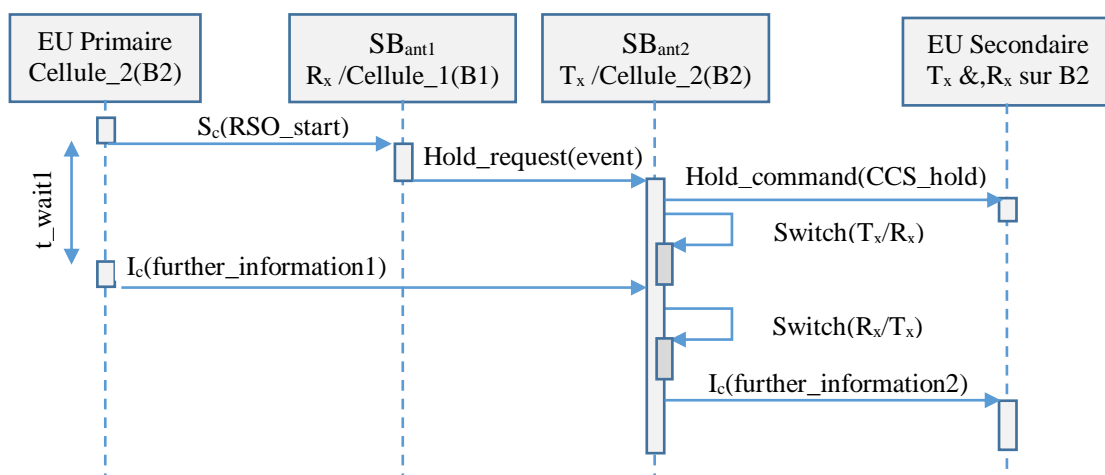 EU Primaire
Cellule_2(B2)
SBant1
Rx /Cellule_1(B1)
SBant2
Tx /Cellule_2(B2)
EU Secondaire
Tx &,Rx sur B2
Sc(RSO_start)
Hold_request(event)
Hold_command(CCS_hold)
t_wait1
Switch(Tx/Rx)
Ic(further_information1)
Switch(Rx/Tx)
Ic(further_information2)